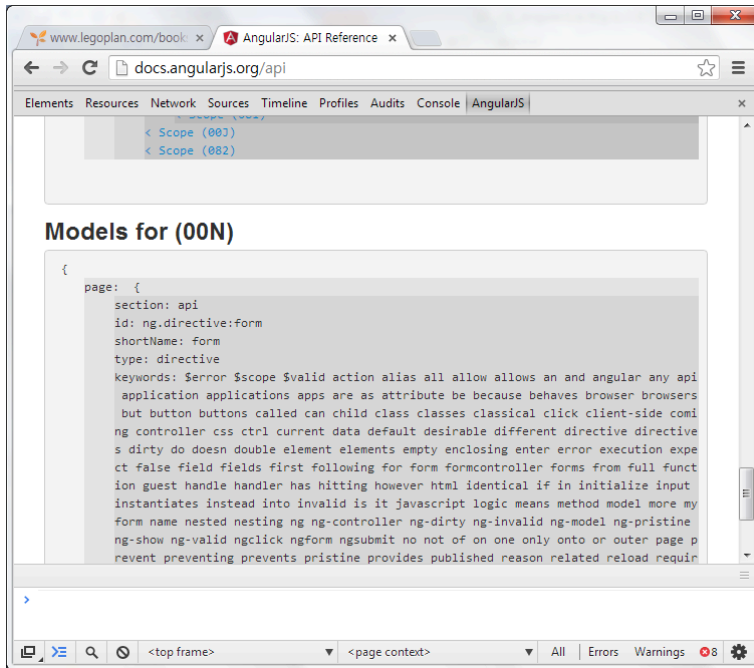 www.legoplan.com/book
AngularJS: API Reference
docs.angularjs.org/api
Elements Resources Network Sources Timeline Profiles Audits Console AngularJS
< Scope (00J)
< Scope (082)
Models for (00N)
{
page: {
section: api
id: ng.directive:form
shortName: form
type: directive
keywords: $error $scope $valid action alias all allow allows an and angular any api
application applications apps are as attribute be because behaves browser browsers
but button buttons called can child class classes classical click client-side comi
ng controller css ctrl current data default desirable different directive directive
s dirty do doesn double element elements empty enclosing enter error execution expe
ct false field fields first following for form formcontroller forms from full funct
ion guest handle handler has hitting however html identical if in initialize input
instantiates instead into invalid is it javascript logic means method model more my
form name nested nesting ng ng-controller ng-dirty ng-invalid ng-model ng-pristine
ng-show ng-valid ngclick ngform ngsubmit no not of on one only onto or outer page p
revent preventing prevents pristine provides published reason related reload requir
<top frame> <page context> All Errors Warnings 8